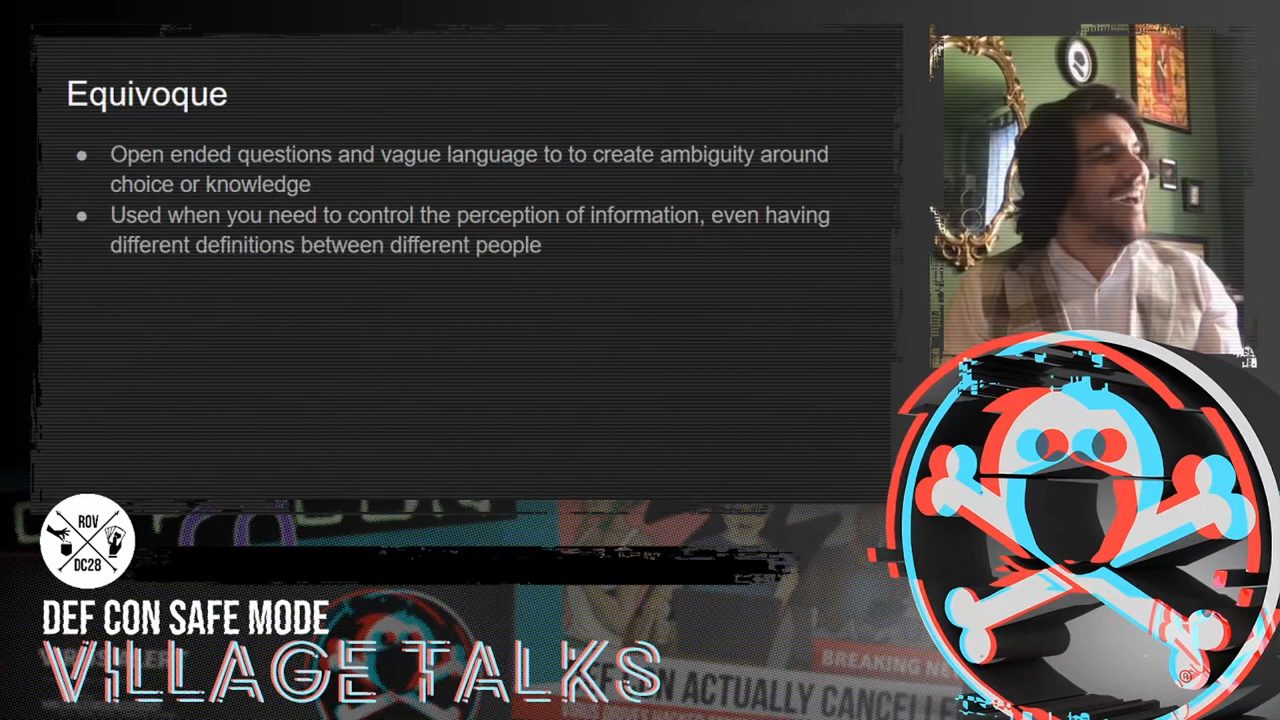 Equivoque
● Open ended questions and vague language to to create ambiguity around
choice or knowledge
● Used when you need to control the perception of information, even having
different definitions between different people
ROV
DC28
DEF CON SAFE MODE
VILLAGE TALKS
BREAKING NE
CON ACTUALLY CANCELLE
®